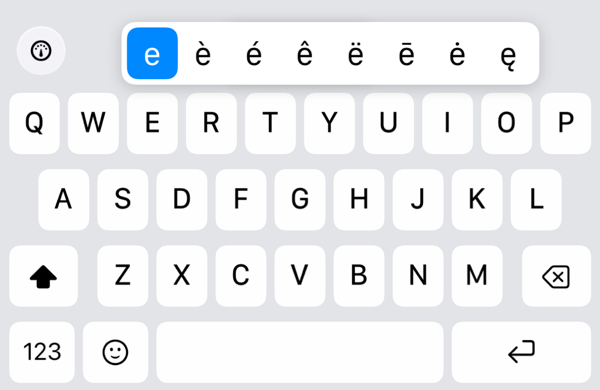 e è é ê ë ē ė ę
Q W E R T Y U I O P
A S D F G H J K L
Z X C V B N M
123